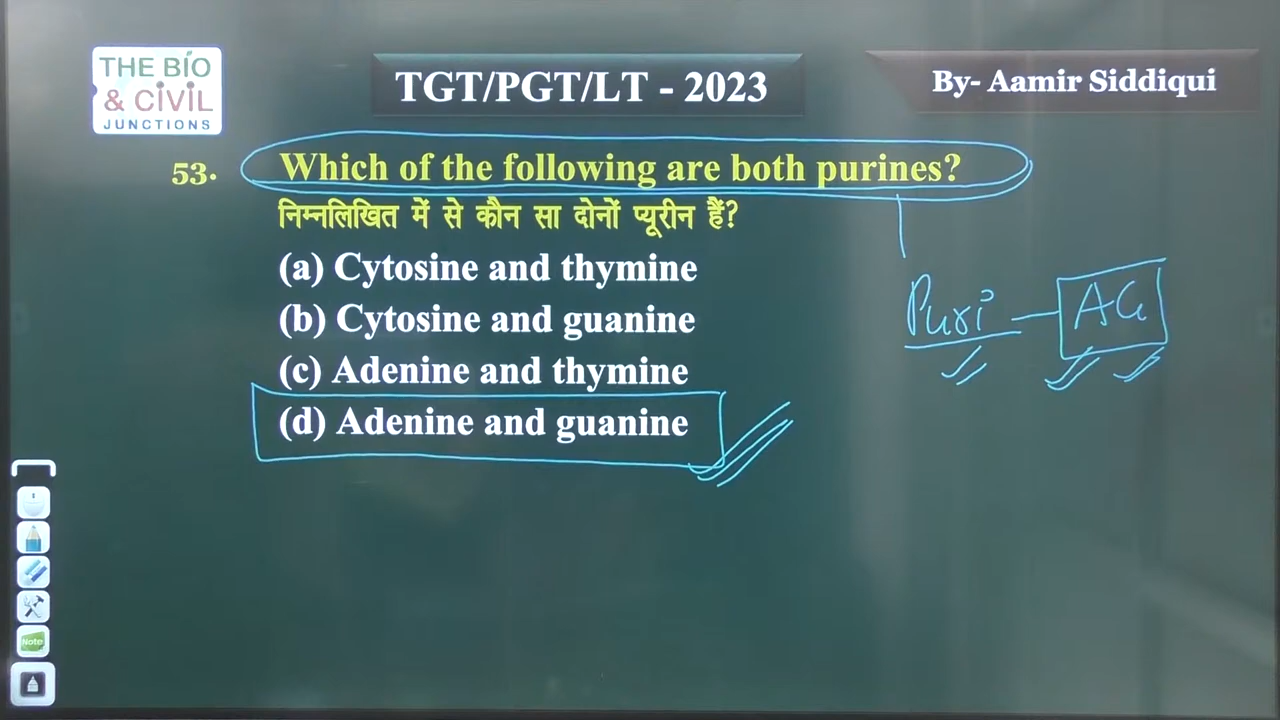 THE BIO
& CIVIL
JUNCTIONS
TGT/PGT/LT - 2023
By- Aamir Siddiqui
53. Which of the following are both purines?
निम्नलिखित में से कौन सा दोनों प्यूरीन हैं?
(a) Cytosine and thymine
(b) Cytosine and guanine
(c) Adenine and thymine
(d) Adenine and guanine
Puri — AG
Note